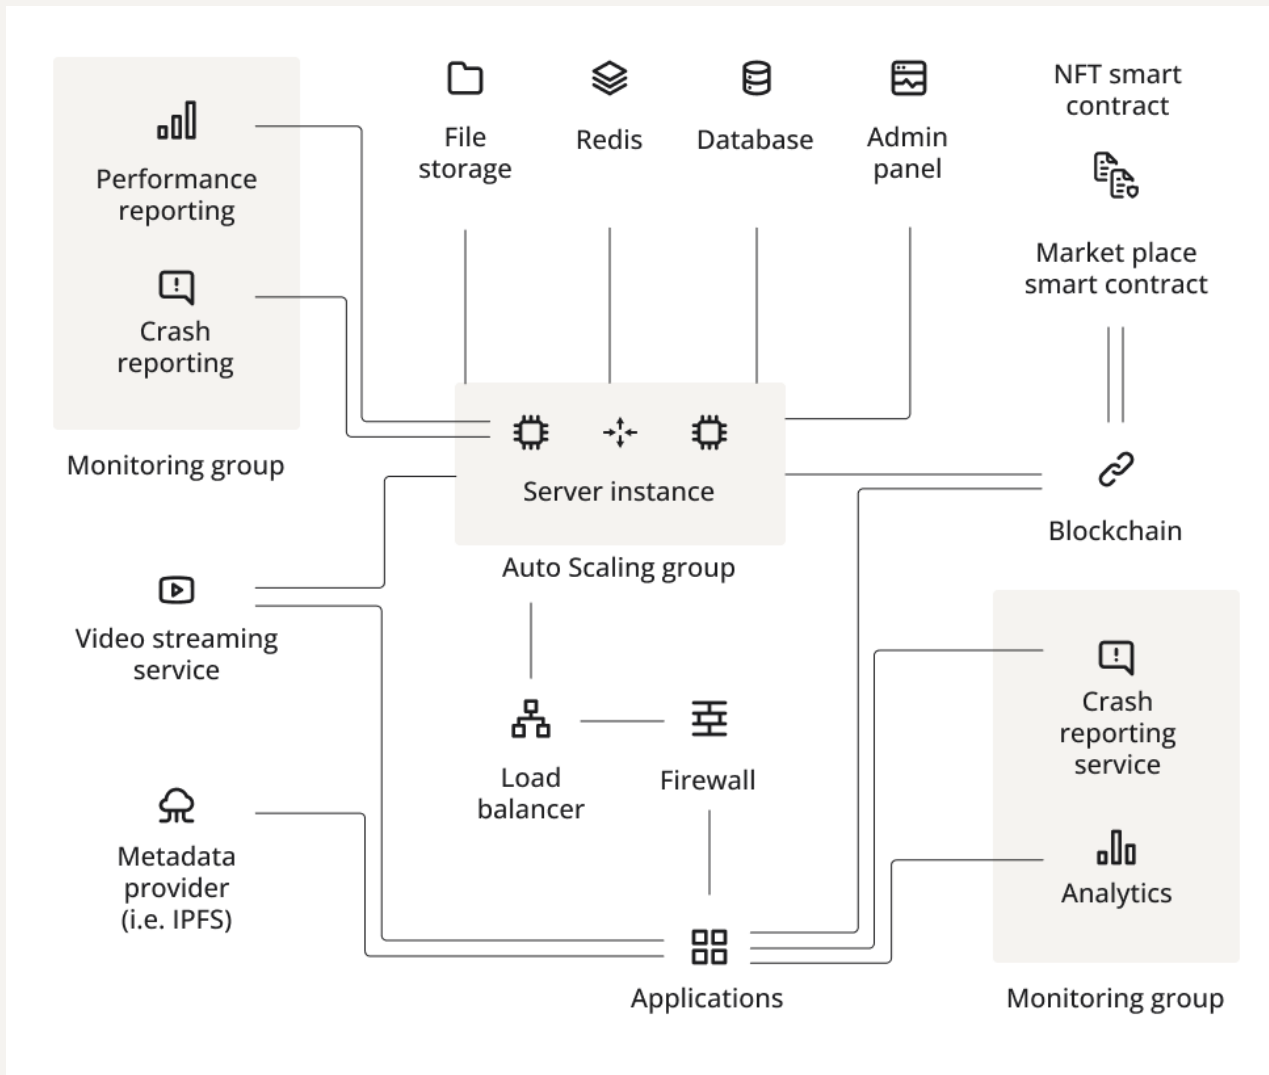 Performance
reporting
Crash
reporting
Monitoring group
File
storage
Redis
Database
Admin
panel
NFT smart
contract
Market place
smart contract
Server instance
Auto Scaling group
Blockchain
Video streaming
service
Load
balancer
Firewall
Metadata
provider
(i.e. IPFS)
Applications
Crash
reporting
service
Analytics
Monitoring group